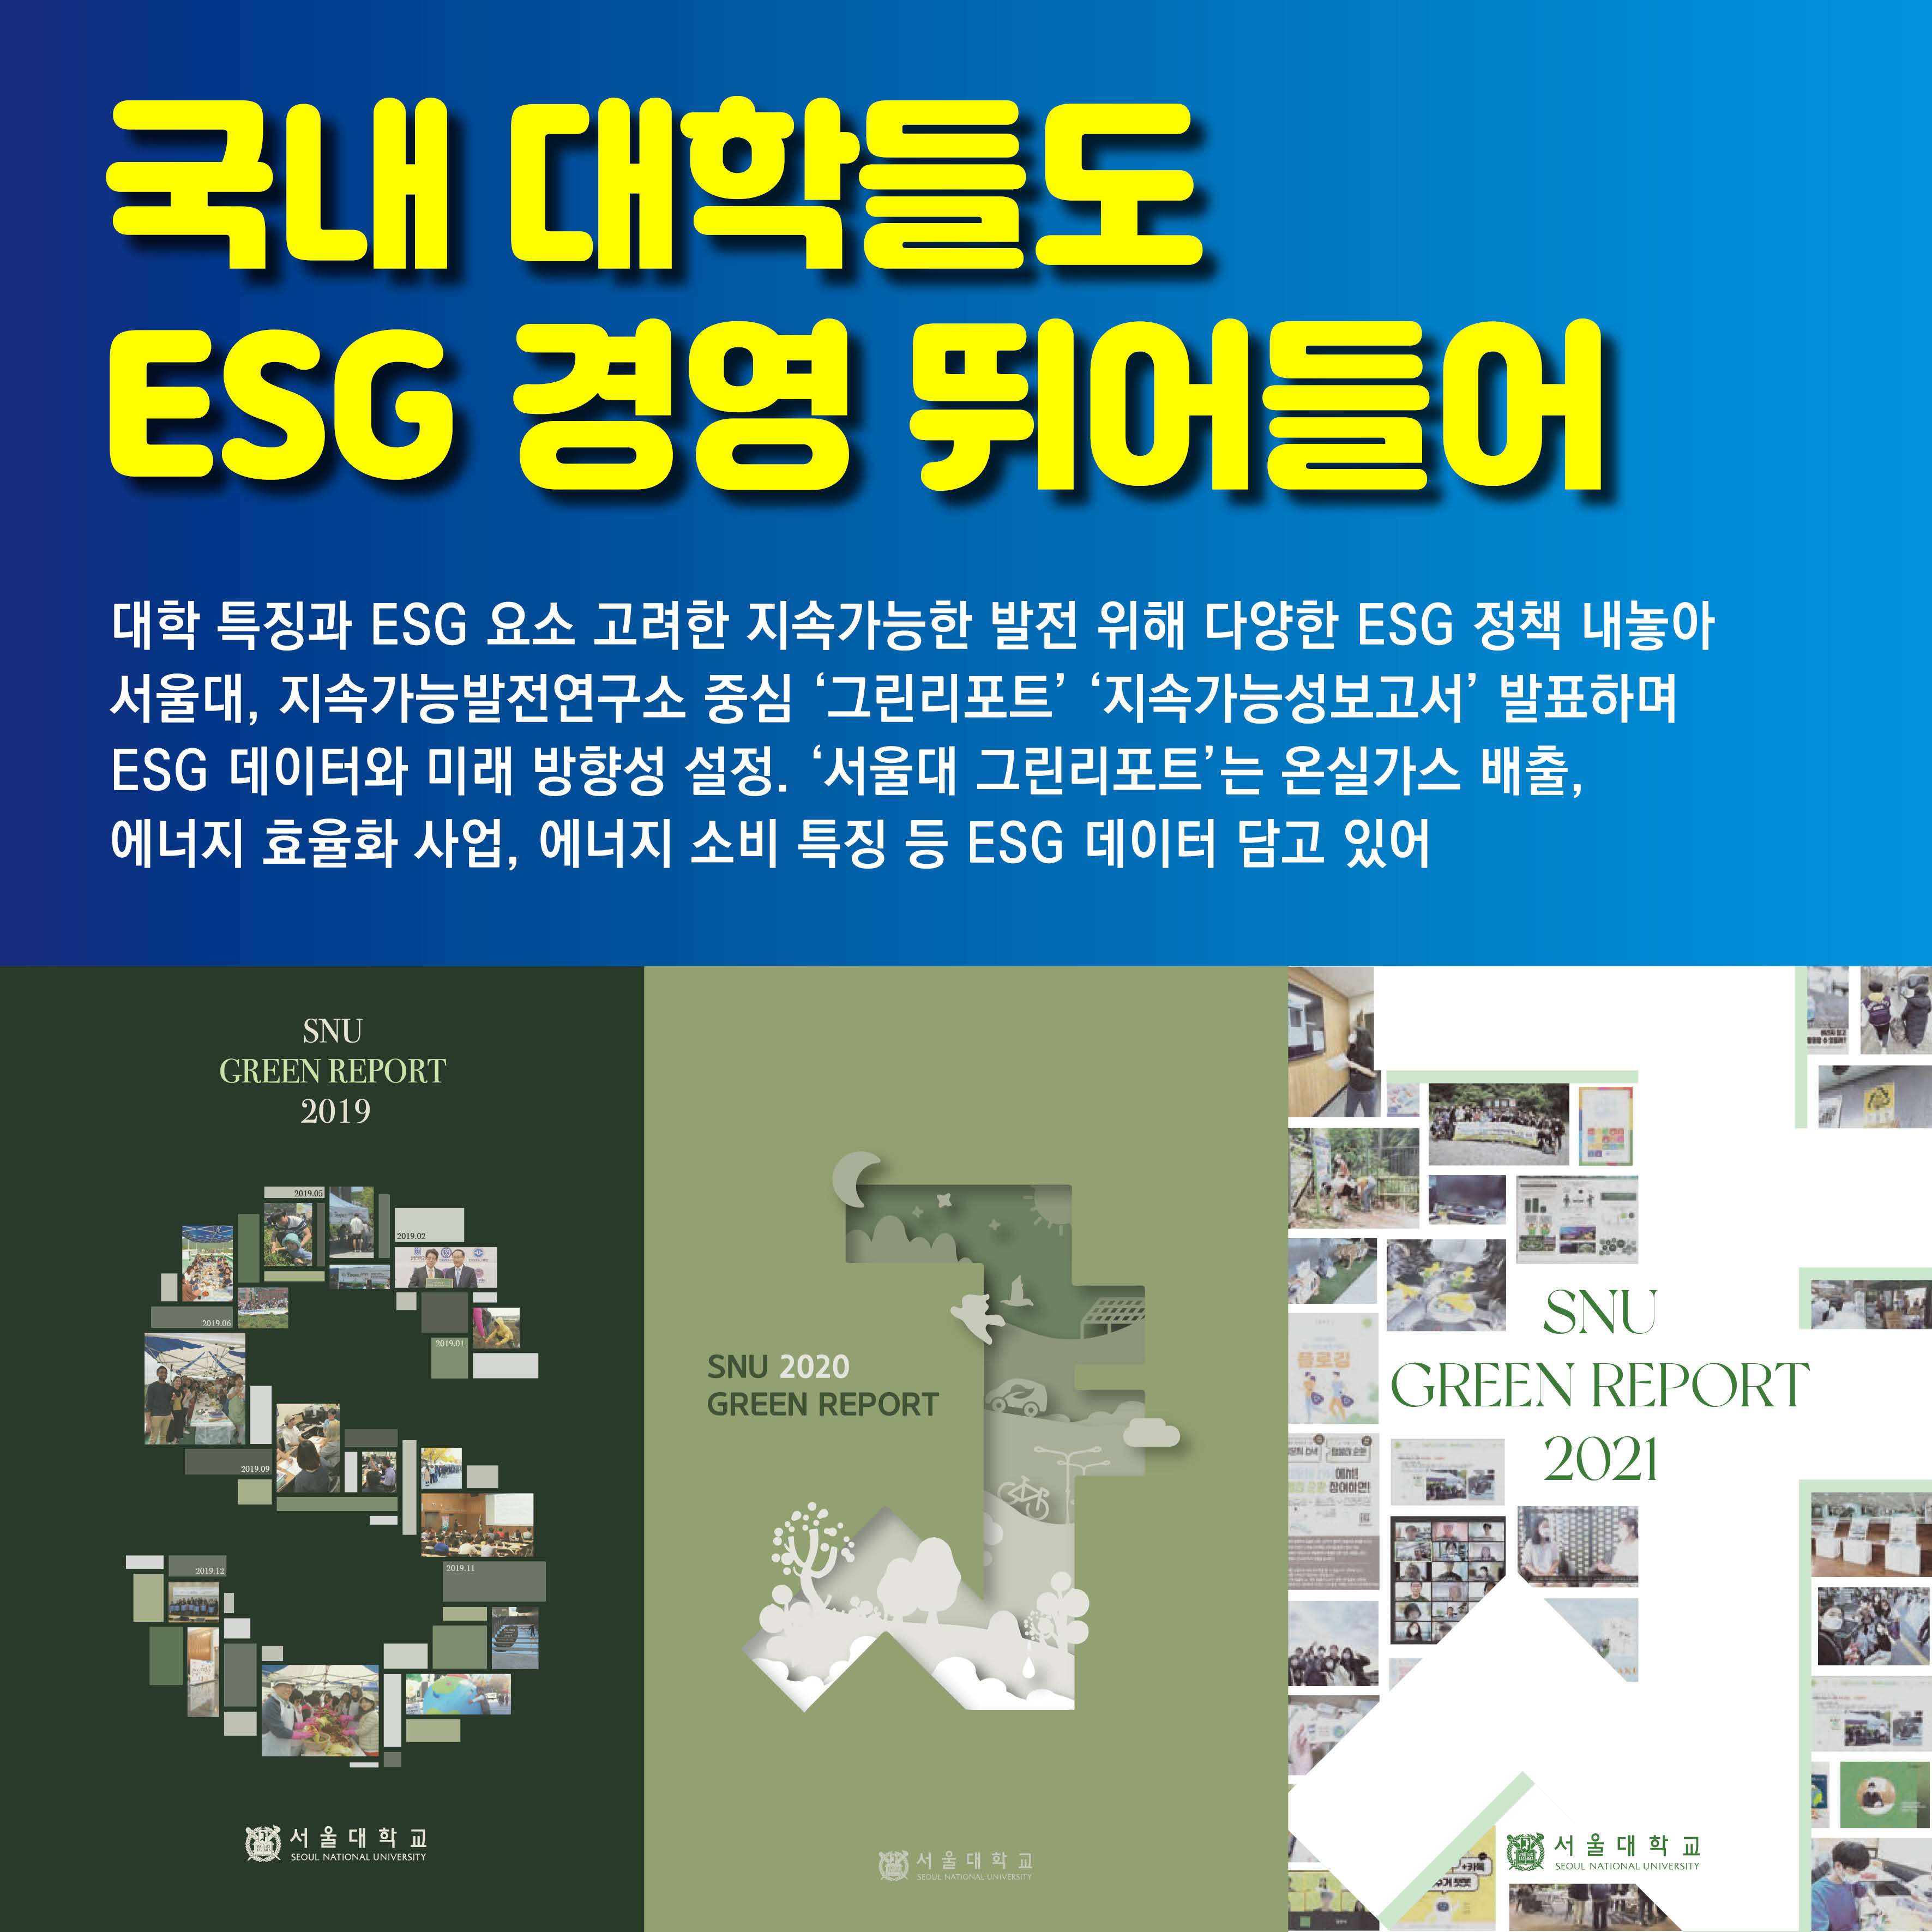 국내 대학들도
ESG 경영 뛰어들어
대학 특징과 ESG 요소 고려한 지속가능한 발전 위해 다양한 ESG 정책 내놓아
서울대, 지속가능발전연구소 중심 ‘그린리포트’ ‘지속가능성보고서’ 발표하며
ESG 데이터와 미래 방향성 설정. ‘서울대 그린리포트’는 온실가스 배출,
에너지 효율화 사업, 에너지 소비 특징 등 ESG 데이터 담고 있어
SNU
GREEN REPORT
2019
2019.05
2019.02
2019.06
2019.01
2019.09
2019.12
2019.11
서울대학교
SEOUL NATIONAL UNIVERSITY
SNU 2020
GREEN REPORT
서울대학교
SEOUL NATIONAL UNIVERSITY
플로깅
에서!
참여하면!
SNU
GREEN REPORT
2021
+카톡
서울대학교
SEOUL NATIONAL UNIVERSITY